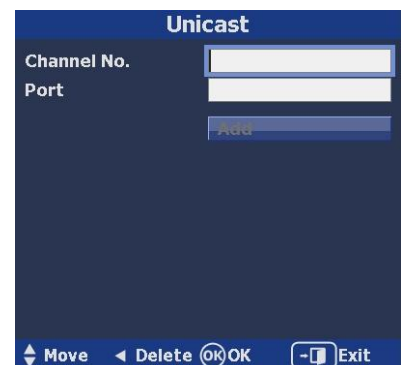 Unicast
Channel No.
Port
Add
Move Delete OK OK Exit